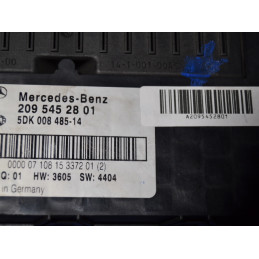 Mercedes-Benz
209 545 28 01
5DK 008 485-14
0000 07 108 15 3372 01 (2)
Q: 01 HW: 3605 SW: 4404
in Germany
A2095452801